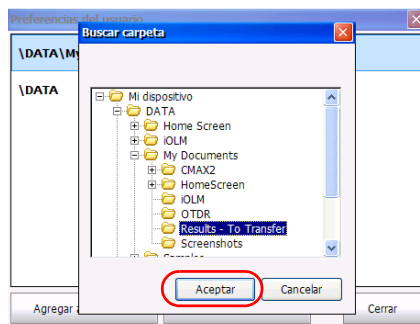 Preferencias del usuario
Buscar carpeta
\DATA\My
\DATA
Mi dispositivo
DATA
Home Screen
iOLM
My Documents
CMAX2
HomeScreen
iOLM
OTDR
Results - To Transfer
Screenshots
Aceptar
Cancelar
Agregar
Cerrar